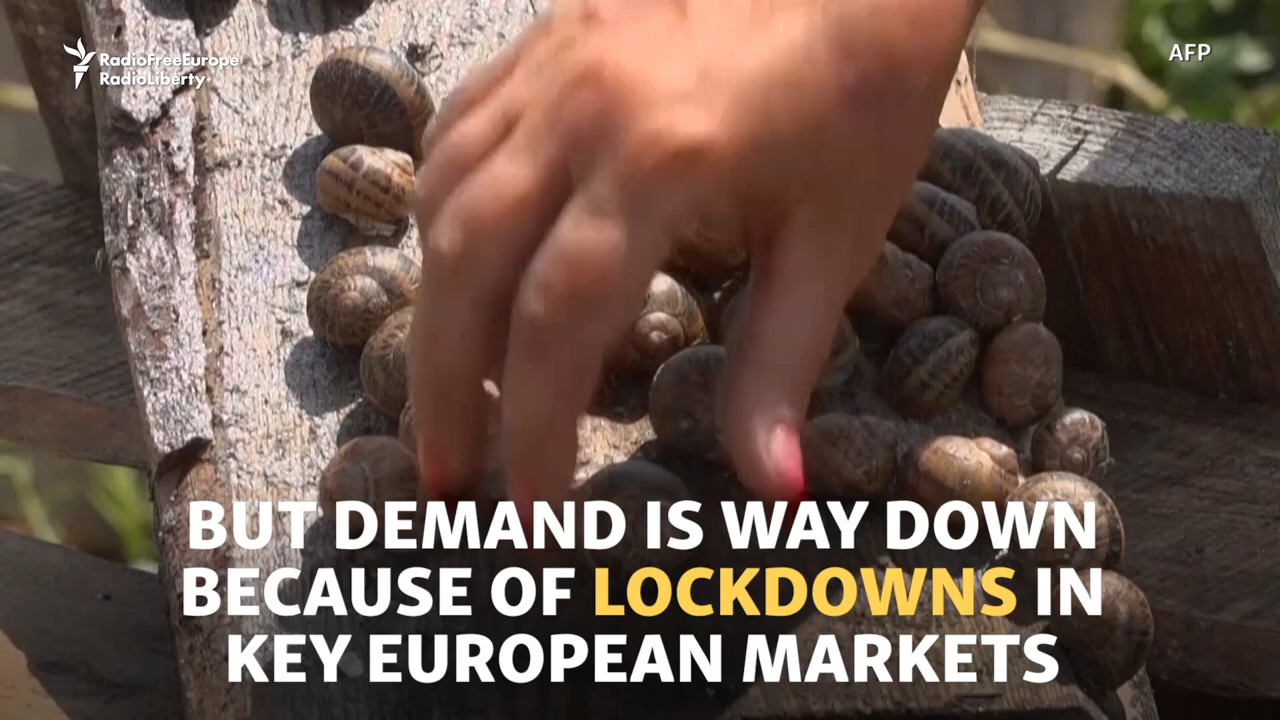 RadioFreeEurope
RadioLiberty
AFP
BUT DEMAND IS WAY DOWN
BECAUSE OF LOCKDOWNS IN
KEY EUROPEAN MARKETS